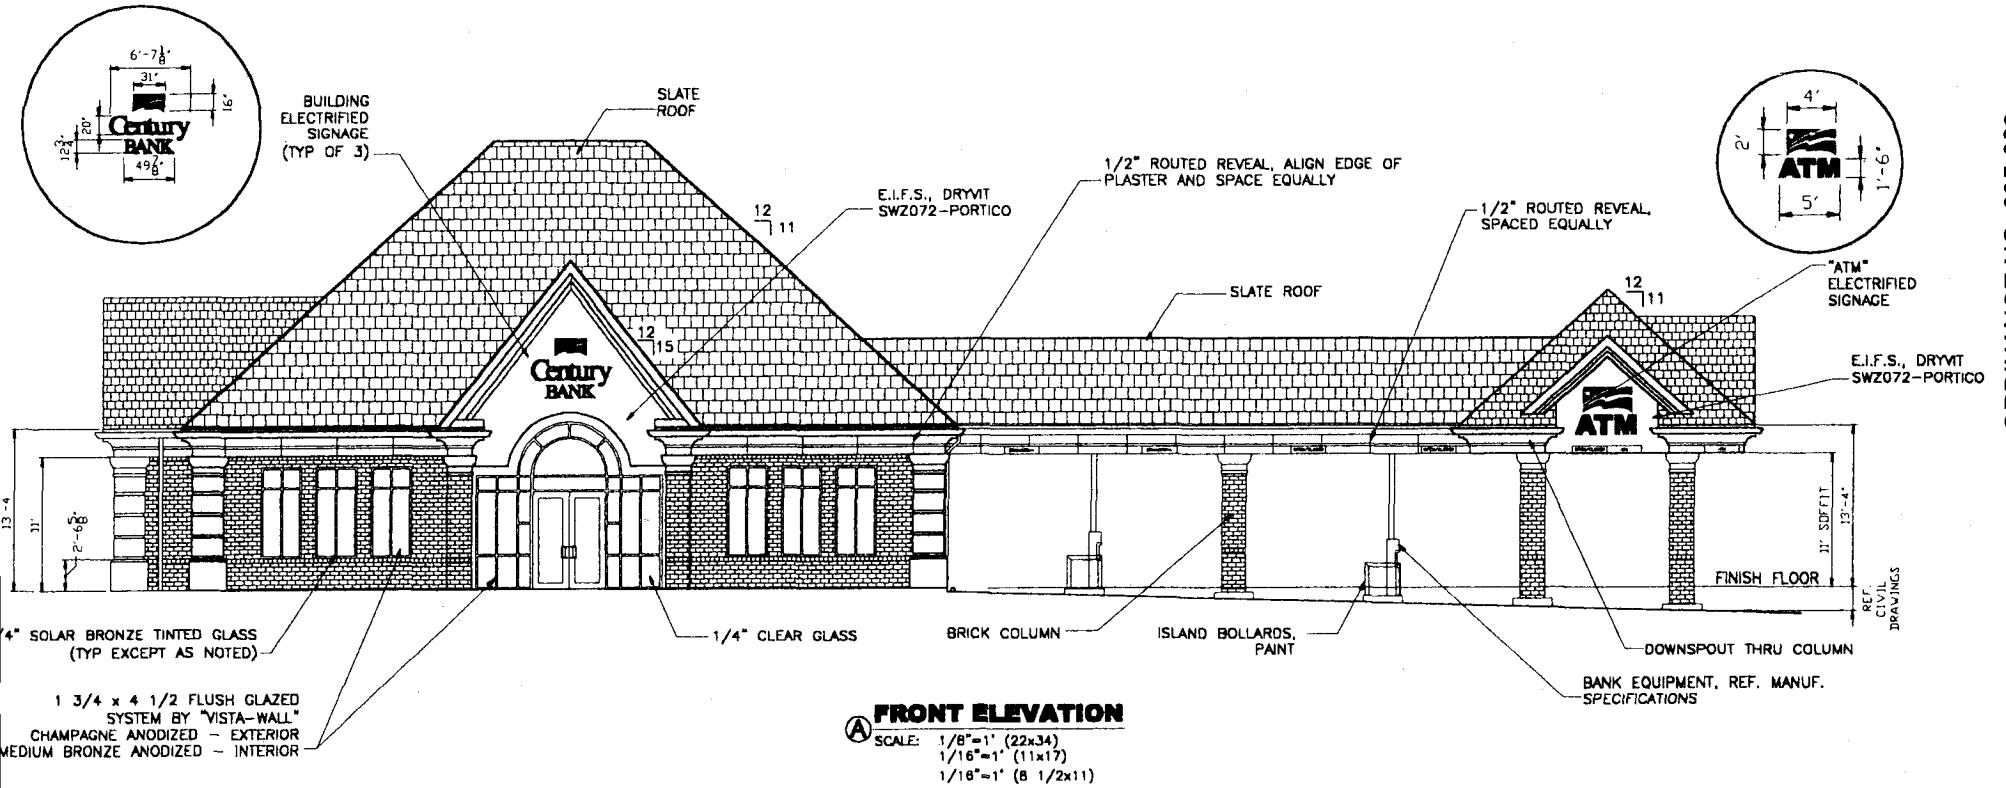 6'-7 1/8"
31"
16"
20"
12 3/4"
Century
BANK
49 7/8"
BUILDING
ELECTRIFIED
SIGNAGE
(TYP OF 3)
SLATE
ROOF
12
11
E.I.F.S., DRYVIT
SWZ072-PORTICO
1/2" ROUTED REVEAL, ALIGN EDGE OF
PLASTER AND SPACE EQUALLY
1/2" ROUTED REVEAL,
SPACED EQUALLY
4'
2'
ATM
1'-6"
5'
"ATM"
ELECTRIFIED
SIGNAGE
SLATE ROOF
12
11
12
15
Century
BANK
E.I.F.S., DRYVIT
SWZ072-PORTICO
ATM
13'-4
11'
2'-6 5/8"
11' SOFFIT
13'-4"
FINISH FLOOR
REF.
CIVIL
DRAWINGS
/4" SOLAR BRONZE TINTED GLASS
(TYP EXCEPT AS NOTED)
1/4" CLEAR GLASS
BRICK COLUMN
ISLAND BOLLARDS,
PAINT
DOWNSPOUT THRU COLUMN
BANK EQUIPMENT, REF. MANUF.
SPECIFICATIONS
1 3/4 x 4 1/2 FLUSH GLAZED
SYSTEM BY "VISTA-WALL"
CHAMPAGNE ANODIZED - EXTERIOR
MEDIUM BRONZE ANODIZED - INTERIOR
A FRONT ELEVATION
SCALE: 1/8"=1' (22x34)
1/16"=1' (11x17)
1/16"=1' (8 1/2x11)